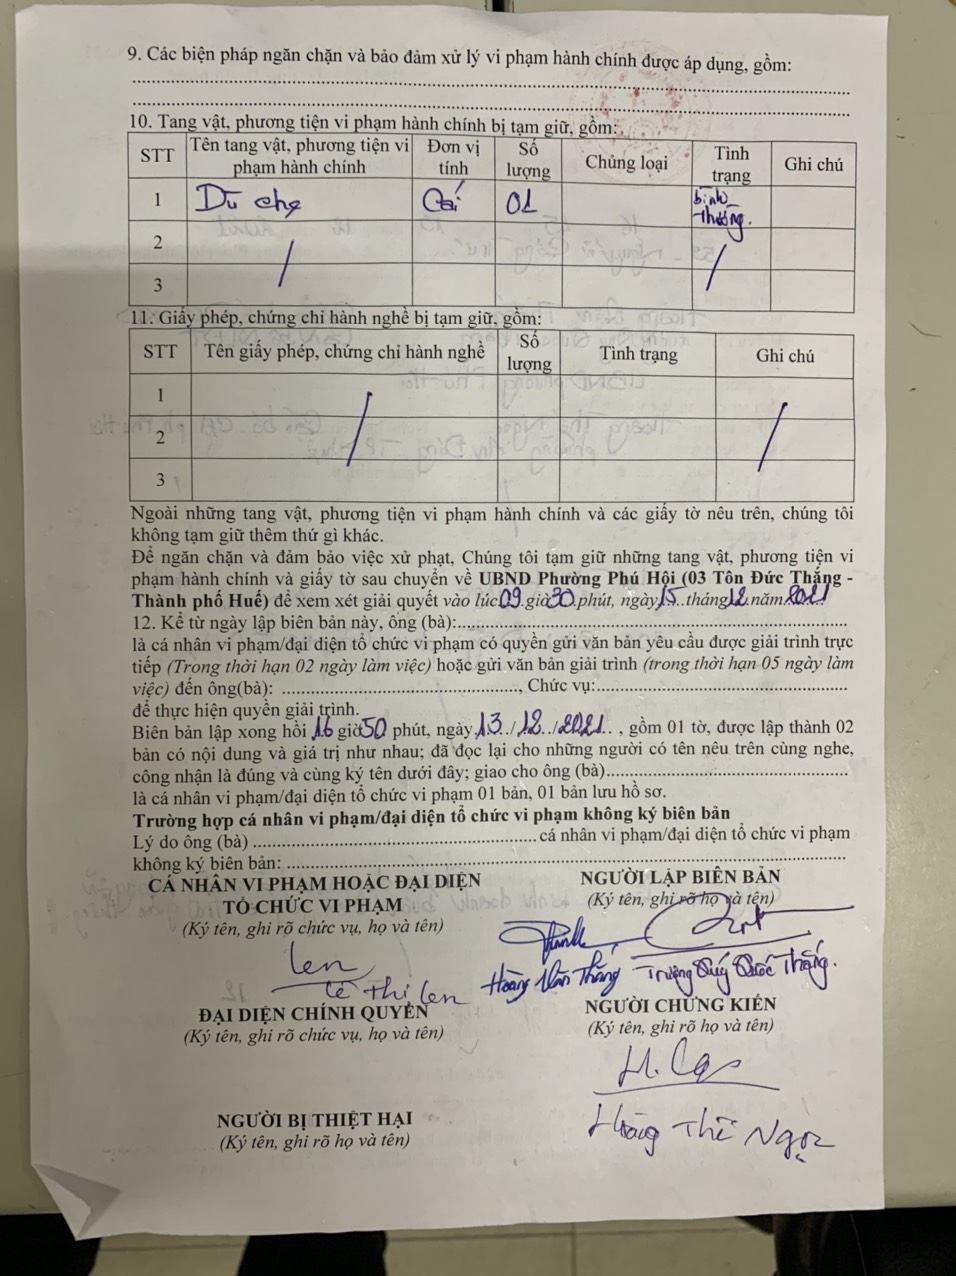 9. Các biện pháp ngăn chặn và bảo đảm xử lý vi phạm hành chính được áp dụng, gồm:
10. Tang vật, phương tiện vi phạm hành chính bị tạm giữ, gồm:
STT Tên tang vật, phương tiện vi phạm hành chính Đơn vị tính Số lượng Chủng loại Tình trạng Ghi chú
1 Dù che Cái 01 bình thường.
2
3
11. Giấy phép, chứng chỉ hành nghề bị tạm giữ, gồm:
STT Tên giấy phép, chứng chỉ hành nghề Số lượng Tình trạng Ghi chú
1
2
3
Ngoài những tang vật, phương tiện vi phạm hành chính và các giấy tờ nêu trên, chúng tôi
không tạm giữ thêm thứ gì khác.
Để ngăn chặn và đảm bảo việc xử phạt, Chúng tôi tạm giữ những tang vật, phương tiện vi
phạm hành chính và giấy tờ sau chuyển về UBND Phường Phú Hội (03 Tôn Đức Thắng -
Thành phố Huế) để xem xét giải quyết vào lúc 09 giờ 30 phút, ngày 15 tháng 12 năm 2021
12. Kể từ ngày lập biên bản này, ông (bà):
là cá nhân vi phạm/đại diện tổ chức vi phạm có quyền gửi văn bản yêu cầu được giải trình trực
tiếp (Trong thời hạn 02 ngày làm việc) hoặc gửi văn bản giải trình (trong thời hạn 05 ngày làm
việc) đến ông(bà): , Chức vụ:
để thực hiện quyền giải trình.
Biên bản lập xong hồi 16 giờ 50 phút, ngày 13/12/2021, gồm 01 tờ, được lập thành 02
bản có nội dung và giá trị như nhau; đã đọc lại cho những người có tên nêu trên cùng nghe,
công nhận là đúng và cùng ký tên dưới đây; giao cho ông (bà)
là cá nhân vi phạm/đại diện tổ chức vi phạm 01 bản, 01 bản lưu hồ sơ.
Trường hợp cá nhân vi phạm/đại diện tổ chức vi phạm không ký biên bản
Lý do ông (bà) cá nhân vi phạm/đại diện tổ chức vi phạm
không ký biên bản:
CÁ NHÂN VI PHẠM HOẶC ĐẠI DIỆN
TỔ CHỨC VI PHẠM
(Ký tên, ghi rõ chức vụ, họ và tên)
len
Lê Thị len
NGƯỜI LẬP BIÊN BẢN
(Ký tên, ghi rõ họ và tên)
Hoàng Văn Thắng Trương Quý Quốc Thắng.
ĐẠI DIỆN CHÍNH QUYỀN
(Ký tên, ghi rõ chức vụ, họ và tên)
NGƯỜI CHỨNG KIẾN
(Ký tên, ghi rõ họ và tên)
Hoàng Thị Ngọc
NGƯỜI BỊ THIỆT HẠI
(Ký tên, ghi rõ họ và tên)